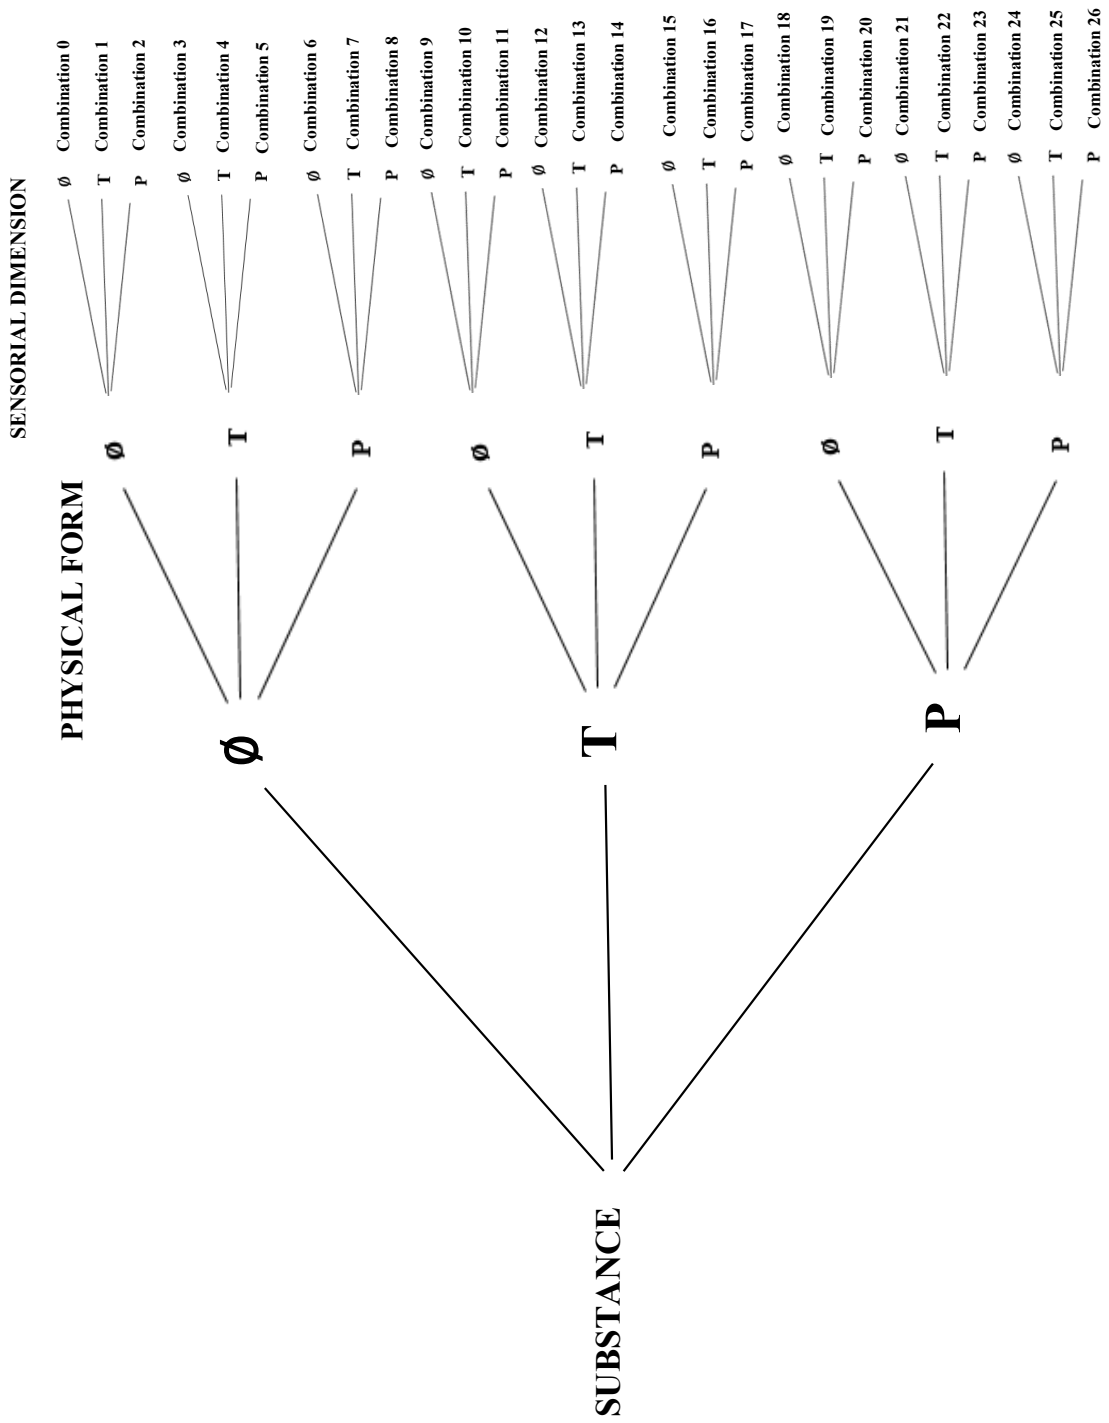 SENSORIAL DIMENSION
PHYSICAL FORM
SUBSTANCE
Ø
T
P
Ø
T
P
Ø
T
P
Ø
T
P
Ø Combination 0
T Combination 1
P Combination 2
Ø Combination 3
T Combination 4
P Combination 5
Ø Combination 6
T Combination 7
P Combination 8
Ø Combination 9
T Combination 10
P Combination 11
Ø Combination 12
T Combination 13
P Combination 14
Ø Combination 15
T Combination 16
P Combination 17
Ø Combination 18
T Combination 19
P Combination 20
Ø Combination 21
T Combination 22
P Combination 23
Ø Combination 24
T Combination 25
P Combination 26